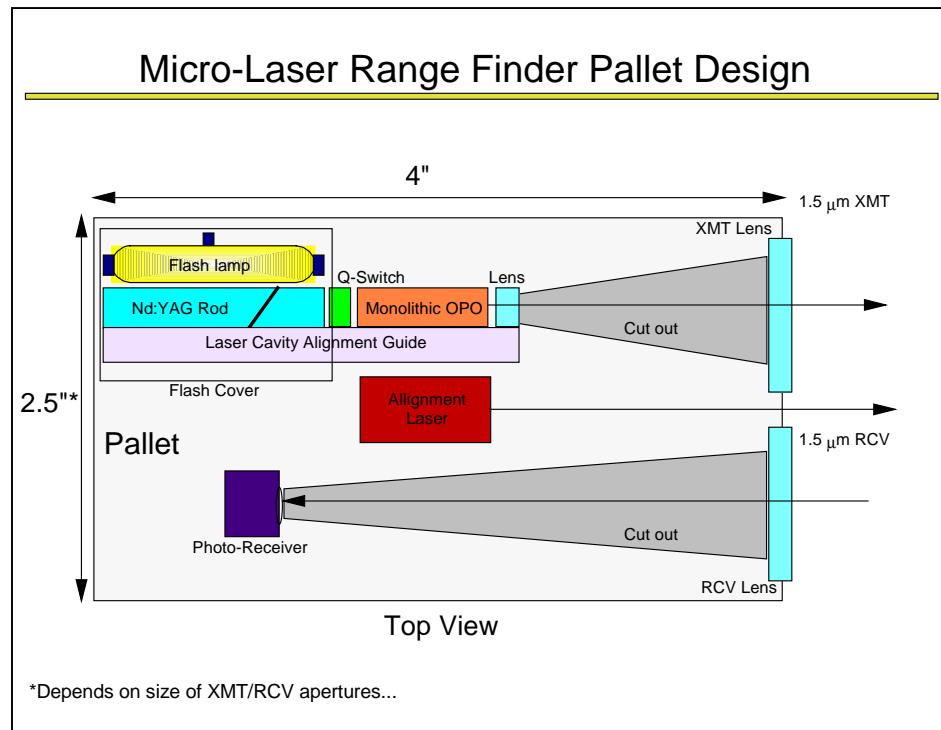 Micro-Laser Range Finder Pallet Design
4"
1.5 μm XMT
XMT Lens
Flash lamp
Q-Switch
Lens
Nd:YAG Rod
Monolithic OPO
Cut out
Laser Cavity Alignment Guide
Flash Cover
2.5"*
Allignment
Laser
Pallet
1.5 μm RCV
Cut out
Photo-Receiver
RCV Lens
Top View
*Depends on size of XMT/RCV apertures...